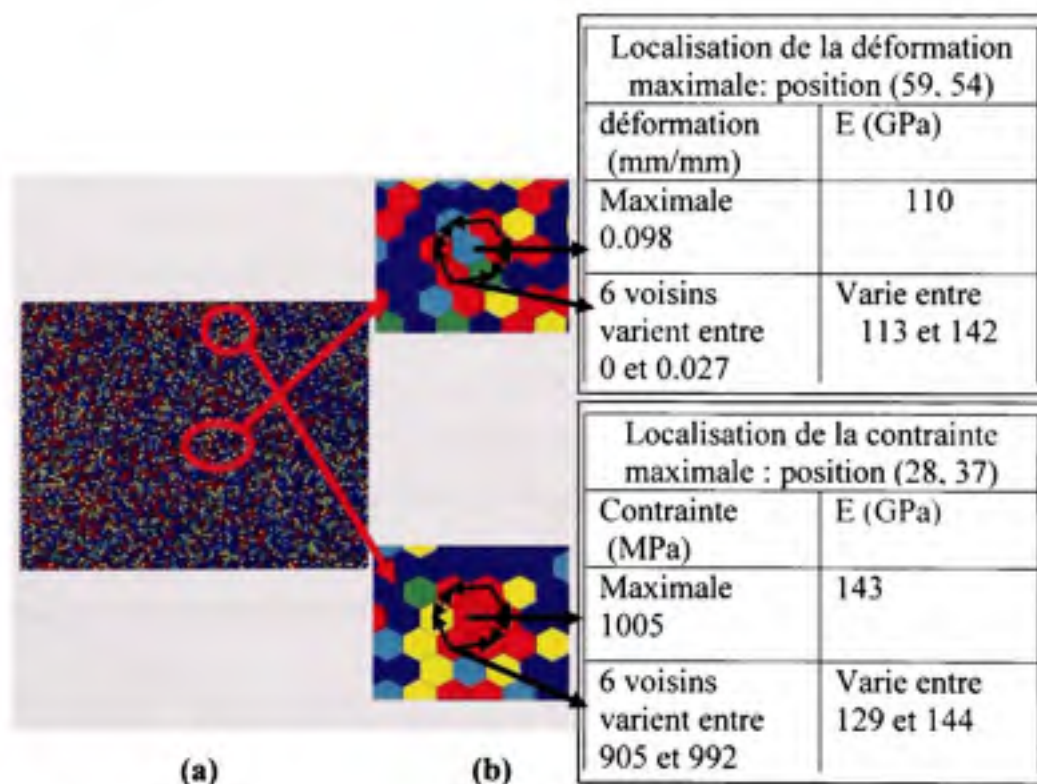 Localisation de la déformation
maximale: position (59, 54)
déformation
(mm/mm)
E (GPa)
Maximale
0.098
110
6 voisins
varient entre
0 et 0.027
Varie entre
113 et 142
Localisation de la contrainte
maximale : position (28, 37)
Contrainte
(MPa)
E (GPa)
Maximale
1005
143
6 voisins
varient entre
905 et 992
Varie entre
129 et 144
(a)
(b)